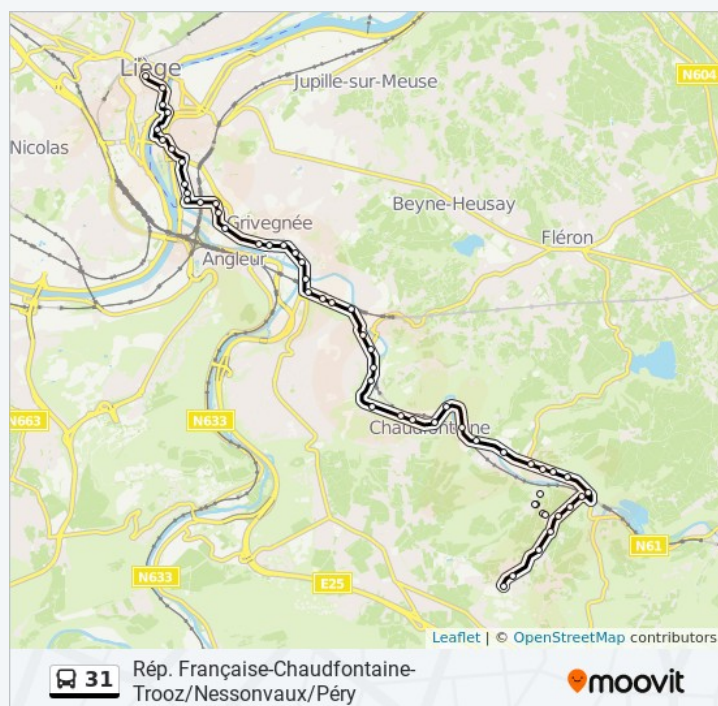 Liège
Jupille-sur-Meuse
N604
Nicolas
Beyne-Heusay
Grivegnée
Fléron
Angleur
N663
N633
Chaudfontaine
N61
N633
E25
Leaflet | © OpenStreetMap contributors
31
Rép. Française-Chaudfontaine-
Trooz/Nessonvaux/Péry
moovit